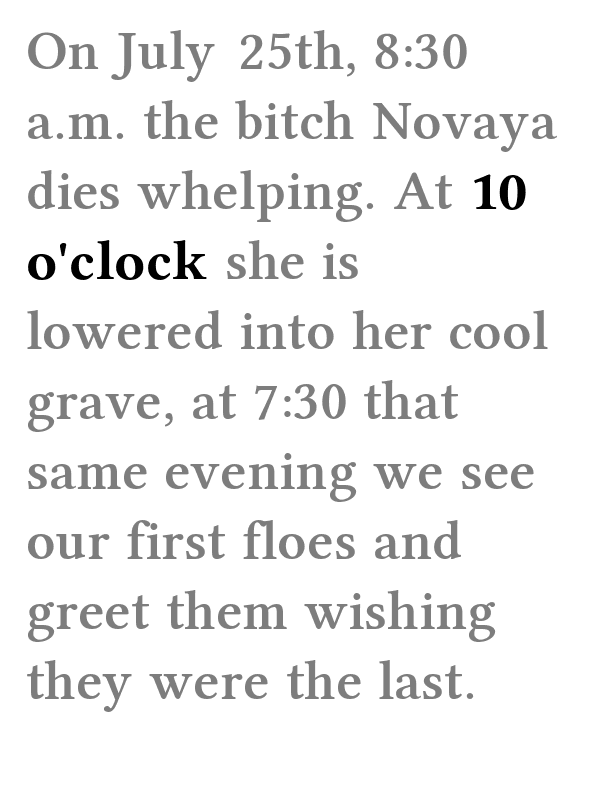 On July 25th, 8:30
a.m. the bitch Novaya
dies whelping. At 10
o'clock she is
lowered into her cool
grave, at 7:30 that
same evening we see
our first floes and
greet them wishing
they were the last.